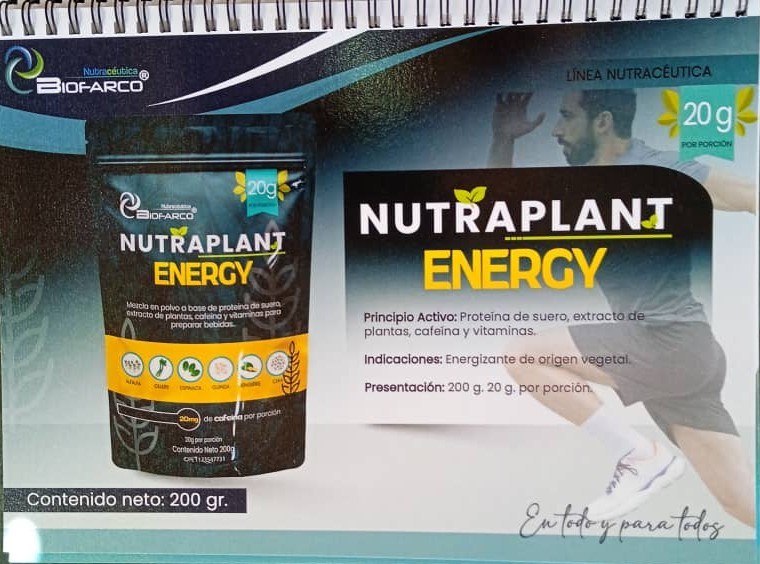 Nutracéutica
BIOFARCO®
LÍNEA NUTRACÉUTICA
20 g
POR PORCIÓN
20g
Nutracéutica
BIOFARCO®
NUTRAPLANT
ENERGY
Mezcla en polvo a base de proteína de suero,
extracto de plantas, cafeína y vitaminas para
preparar bebidas.
ALFALFA
ESPINACA
20mg de cafeína por porción
20g por porción
Contenido Neto 200g
NUTRAPLANT
ENERGY
Principio Activo: Proteína de suero, extracto de
plantas, cafeína y vitaminas.
Indicaciones: Energizante de origen vegetal.
Presentación: 200 g. 20 g. por porción.
Contenido neto: 200 gr.
En todo y para todos